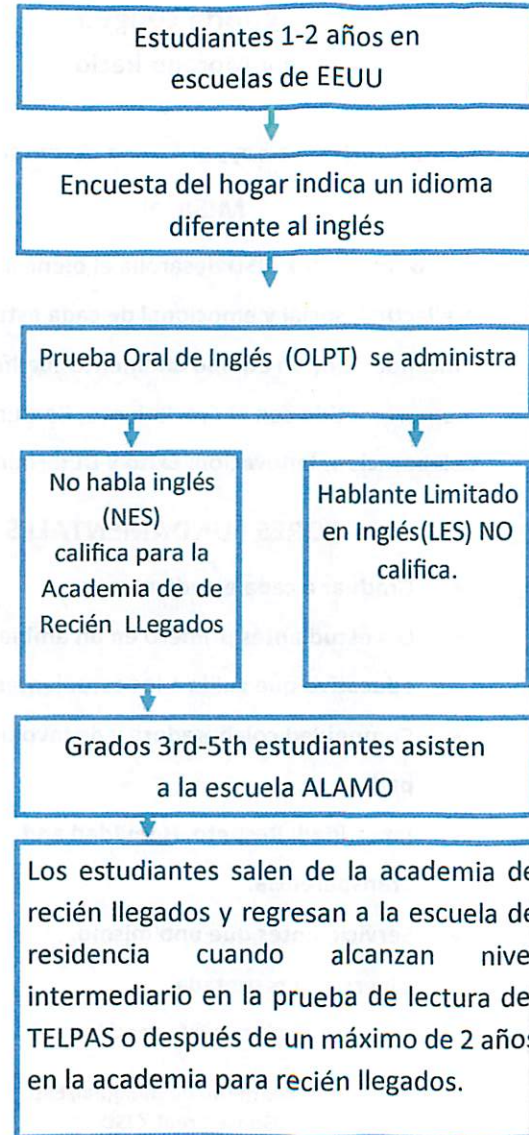 Estudiantes 1-2 años en
escuelas de EEUU
Encuesta del hogar indica un idioma
diferente al inglés
Prueba Oral de Inglés (OLPT) se administra
No habla inglés
(NES)
califica para la
Academia de de
Recién LLegados
Hablante Limitado
en Inglés(LES) NO
califica.
Grados 3rd-5th estudiantes asisten
a la escuela ALAMO
Los estudiantes salen de la academia de
recién llegados y regresan a la escuela de
residencia cuando alcanzan nive
intermediario en la prueba de lectura de
TELPAS o después de un máximo de 2 años
en la academia para recién llegados.